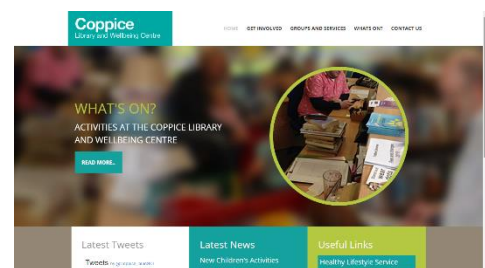 Coppice
Library and Wellbeing Centre
HOME GET INVOLVED GROUPS AND SERVICES WHATS ON? CONTACT US
WHAT'S ON?
ACTIVITIES AT THE COPPICE LIBRARY
AND WELLBEING CENTRE
READ MORE..
Latest Tweets
Tweets
Latest News
New Children's Activities
Useful Links
Healthy Lifestyle Service